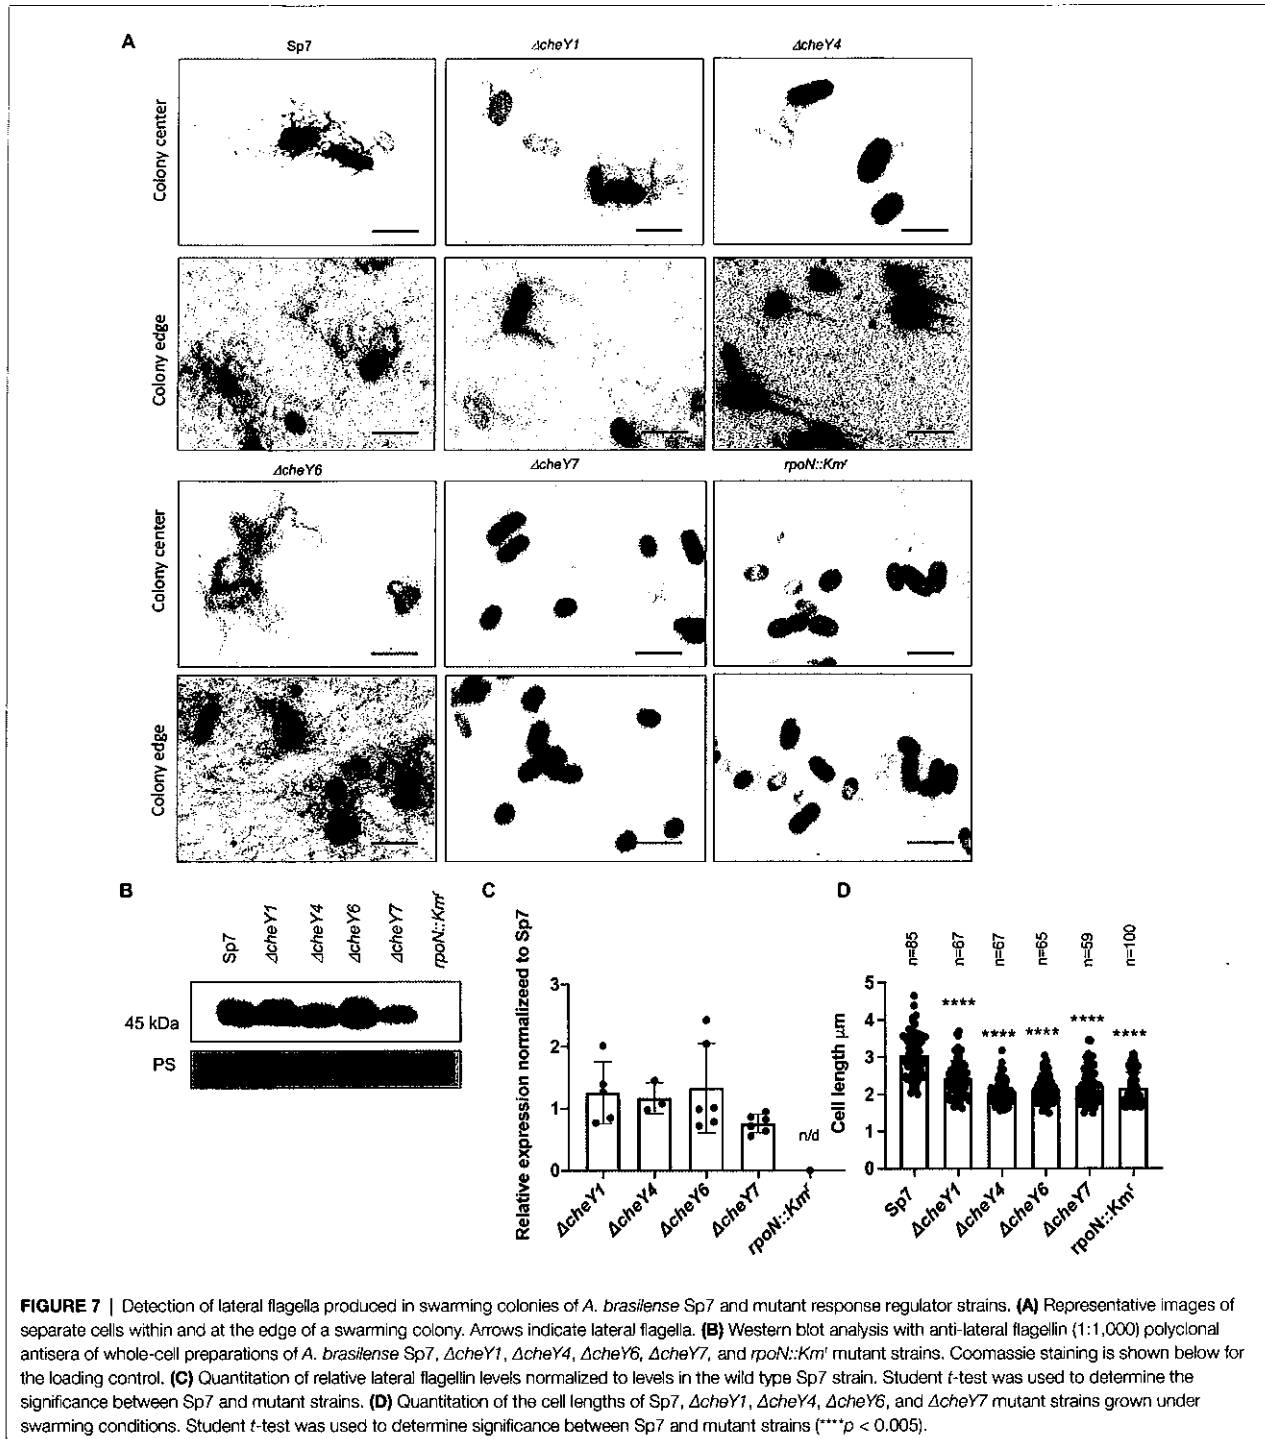 A
Sp7
ΔcheY1
ΔcheY4
Colony center
Colony edge
ΔcheY6
ΔcheY7
rpoN::Kmʳ
Colony center
Colony edge
B
Sp7
ΔcheY1
ΔcheY4
ΔcheY6
ΔcheY7
rpoN::Kmʳ
45 kDa
PS
C
Relative expression normalizeed to Sp7
3
2
1
0
n/d
ΔcheY1
ΔcheY4
ΔcheY6
ΔcheY7
rpoN::Kmʳ
D
n=85
n=67
n=67
n=65
n=59
n=100
Cell length μm
5
4
3
2
1
0
****
****
****
****
****
Sp7
ΔcheY1
ΔcheY4
ΔcheY6
ΔcheY7
rpoN::Kmʳ
FIGURE 7 | Detection of lateral flagella produced in swarming colonies of A. brasilense Sp7 and mutant response regulator strains. (A) Representative images of
separate cells within and at the edge of a swarming colony. Arrows indicate lateral flagella. (B) Western blot analysis with anti-lateral flagellin (1:1,000) polyclonal
antisera of whole-cell preparations of A. brasilense Sp7, ΔcheY1, ΔcheY4, ΔcheY6, ΔcheY7, and rpoN::Kmʳ mutant strains. Coomassie staining is shown below for
the loading control. (C) Quantitation of relative lateral flagellin levels normalized to levels in the wild type Sp7 strain. Student t-test was used to determine the
significance between Sp7 and mutant strains. (D) Quantitation of the cell lengths of Sp7, ΔcheY1, ΔcheY4, ΔcheY6, and ΔcheY7 mutant strains grown under
swarming conditions. Student t-test was used to determine significance between Sp7 and mutant strains (****p < 0.005).